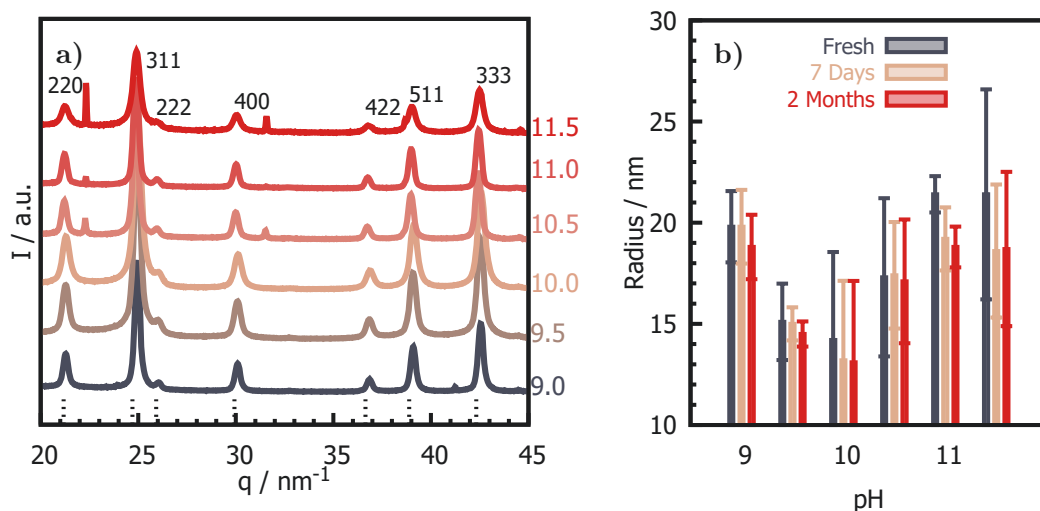 a)
220
311
222
400
422
511
333
11.5
11.0
10.5
10.0
9.5
9.0
I / a.u.
20 25 30 35 40 45
q / nm⁻¹
b)
Fresh
7 Days
2 Months
30
25
20
15
10
Radius / nm
9 10 11
pH